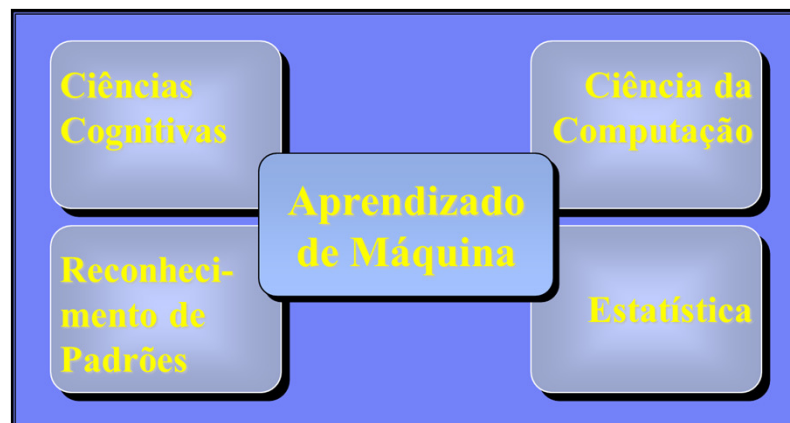 Ciências
Cognitivas
Ciência da
Computação
Aprendizado
de Máquina
Reconheci-
mento de
Padrões
Estatística